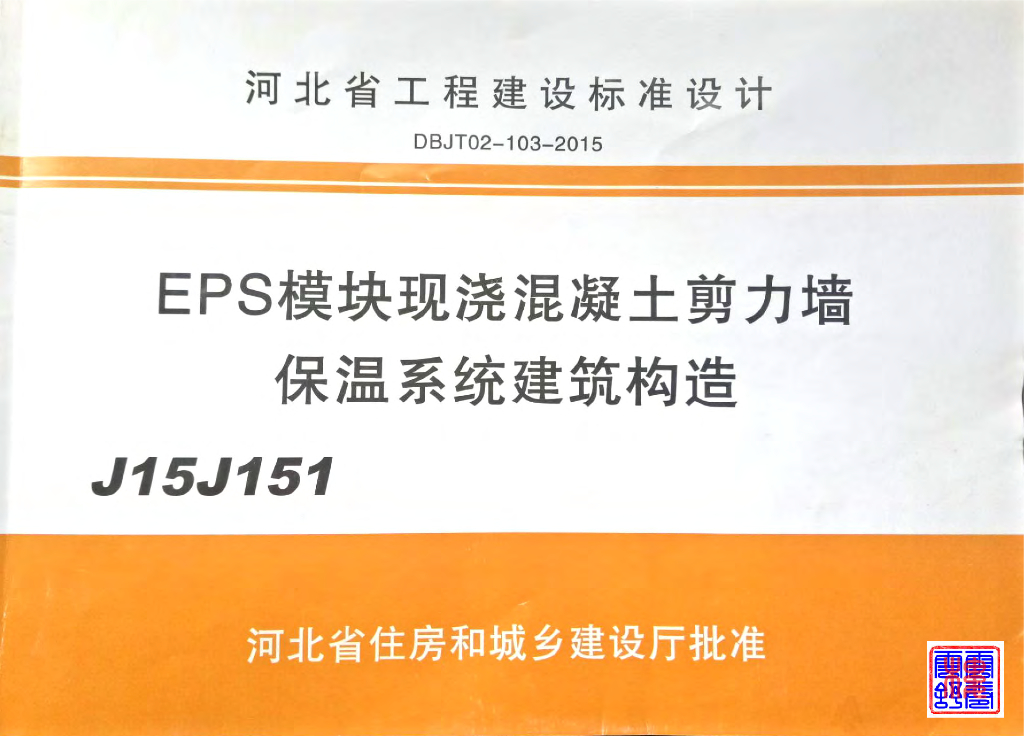 河北省工程建设标准设计
DBJT02-103-2015
EPS模块现浇混凝土剪力墙
保温系统建筑构造
J15J151
河北省住房和城乡建设厅批准